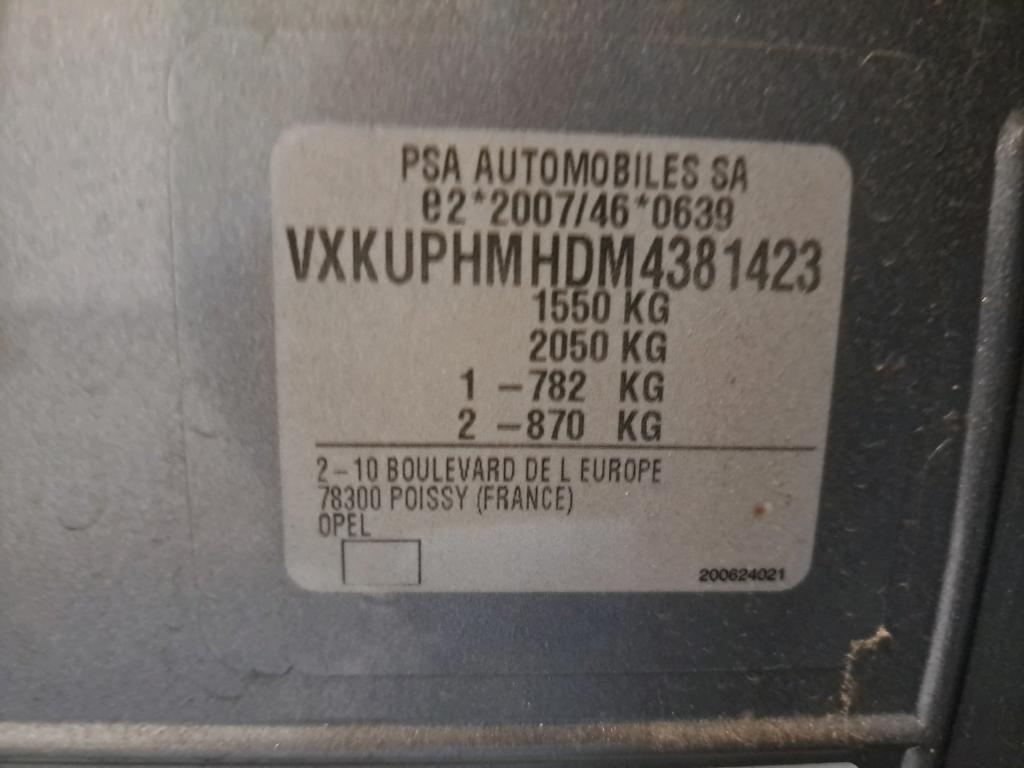 PSA AUTOMOBILES SA
e2*2007/46*0639
VXKUPHMHDM4381423
1550 KG
2050 KG
1 -782 KG
2 -870 KG
2-10 BOULEVARD DE L EUROPE
78300 POISSY (FRANCE)
OPEL
200624021